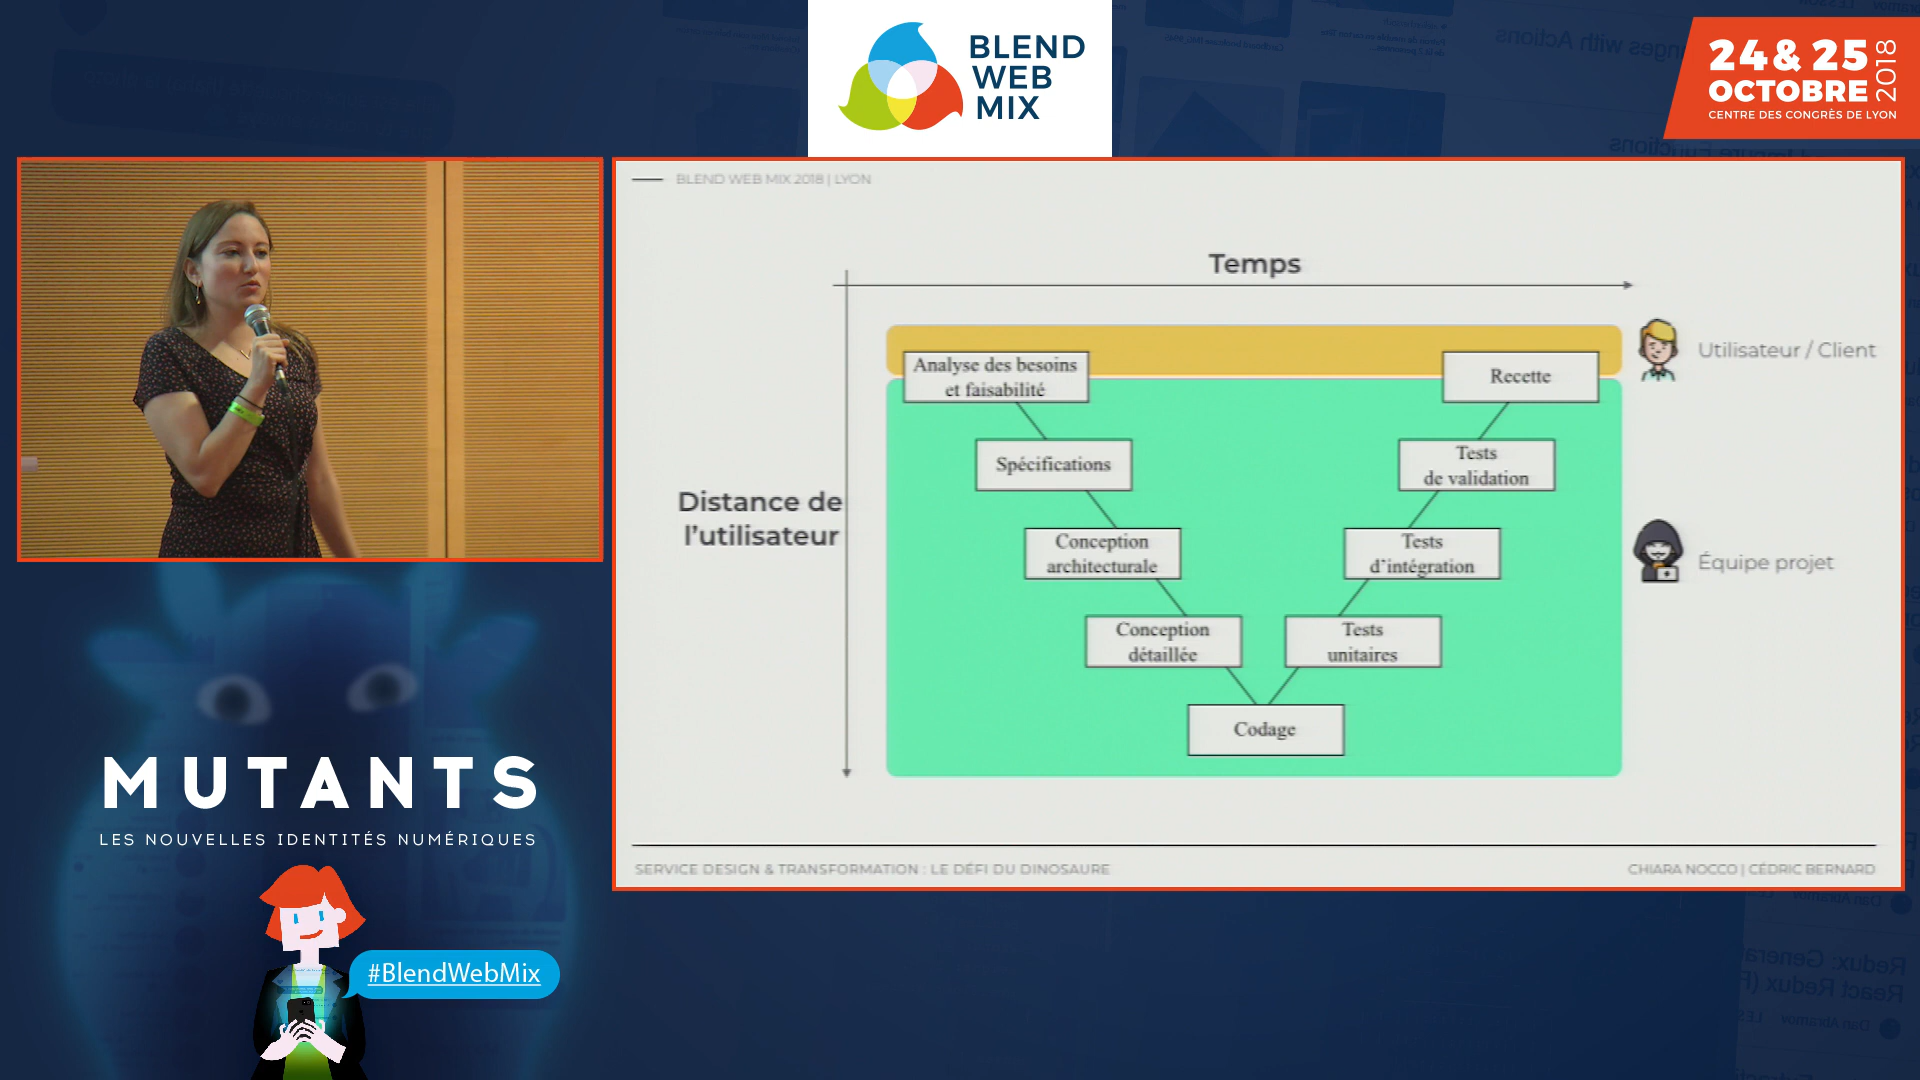 BLEND
WEB
MIX
24 & 25
OCTOBRE
2018
CENTRE DES CONGRÈS DE LYON
BLEND WEB MIX 2018 | LYON
Temps
Distance de
l'utilisateur
Analyse des besoins
et faisabilité
Recette
Utilisateur / Client
Spécifications
Tests
de validation
Conception
architecturale
Tests
d'intégration
Équipe projet
Conception
détaillée
Tests
unitaires
Codage
SERVICE DESIGN & TRANSFORMATION : LE DÉFI DU DINOSAURE
CHIARA NOCCO | CÉDRIC BERNARD
MUTANTS
LES NOUVELLES IDENTITÉS NUMÉRIQUES
#BlendWebMix